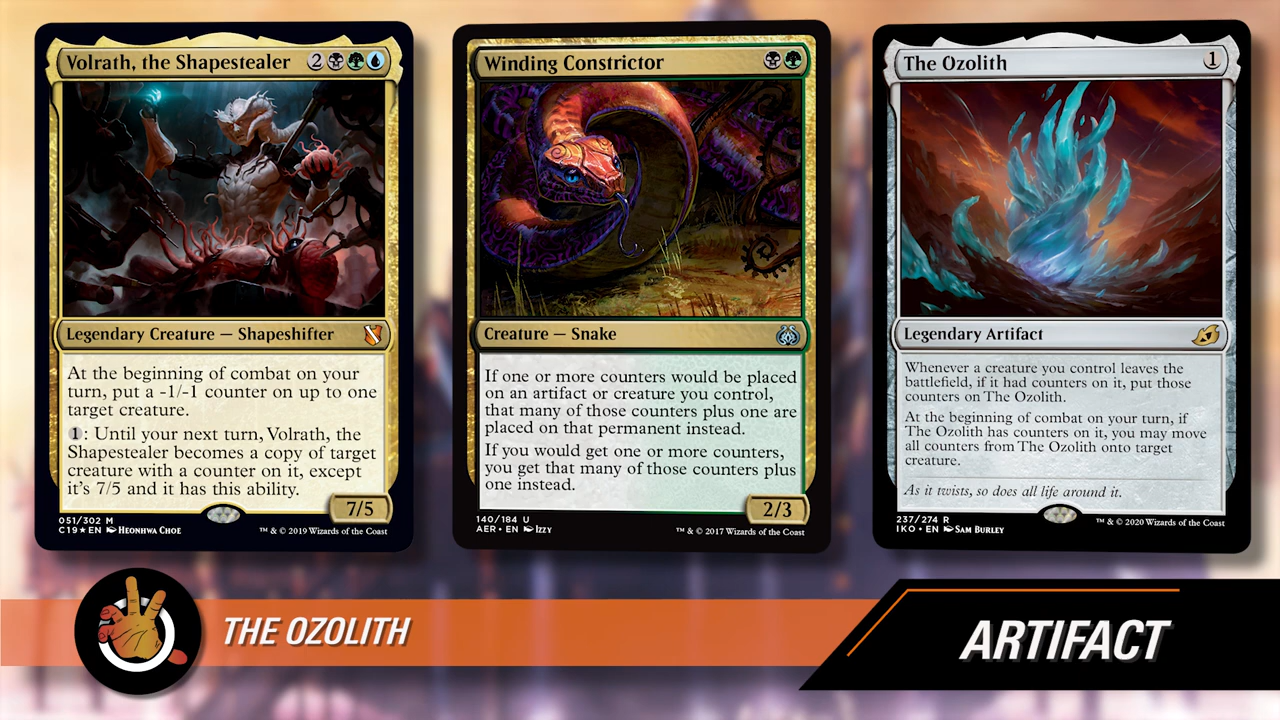 Volrath, the Shapestealer 2
Legendary Creature — Shapeshifter
At the beginning of combat on your
turn, put a -1/-1 counter on up to one
target creature.
1: Until your next turn, Volrath, the
Shapestealer becomes a copy of target
creature with a counter on it, except
it's 7/5 and it has this ability.
7/5
051/302 M
C19★EN Heonhwa Choe
™ & © 2019 Wizards of the Coast
Winding Constrictor
Creature — Snake
If one or more counters would be placed
on an artifact or creature you control,
that many of those counters plus one are
placed on that permanent instead.
If you would get one or more counters,
you get that many of those counters plus
one instead.
2/3
140/184 U
AER • EN Izzy
™ & © 2017 Wizards of the Coast
The Ozolith 1
Legendary Artifact
Whenever a creature you control leaves the
battlefield, if it had counters on it, put those
counters on The Ozolith.
At the beginning of combat on your turn, if
The Ozolith has counters on it, you may move
all counters from The Ozolith onto target
creature.
As it twists, so does all life around it.
237/274 R
IKO • EN Sam Burley
™ & © 2020 Wizards of the Coast
THE OZOLITH
ARTIFACT